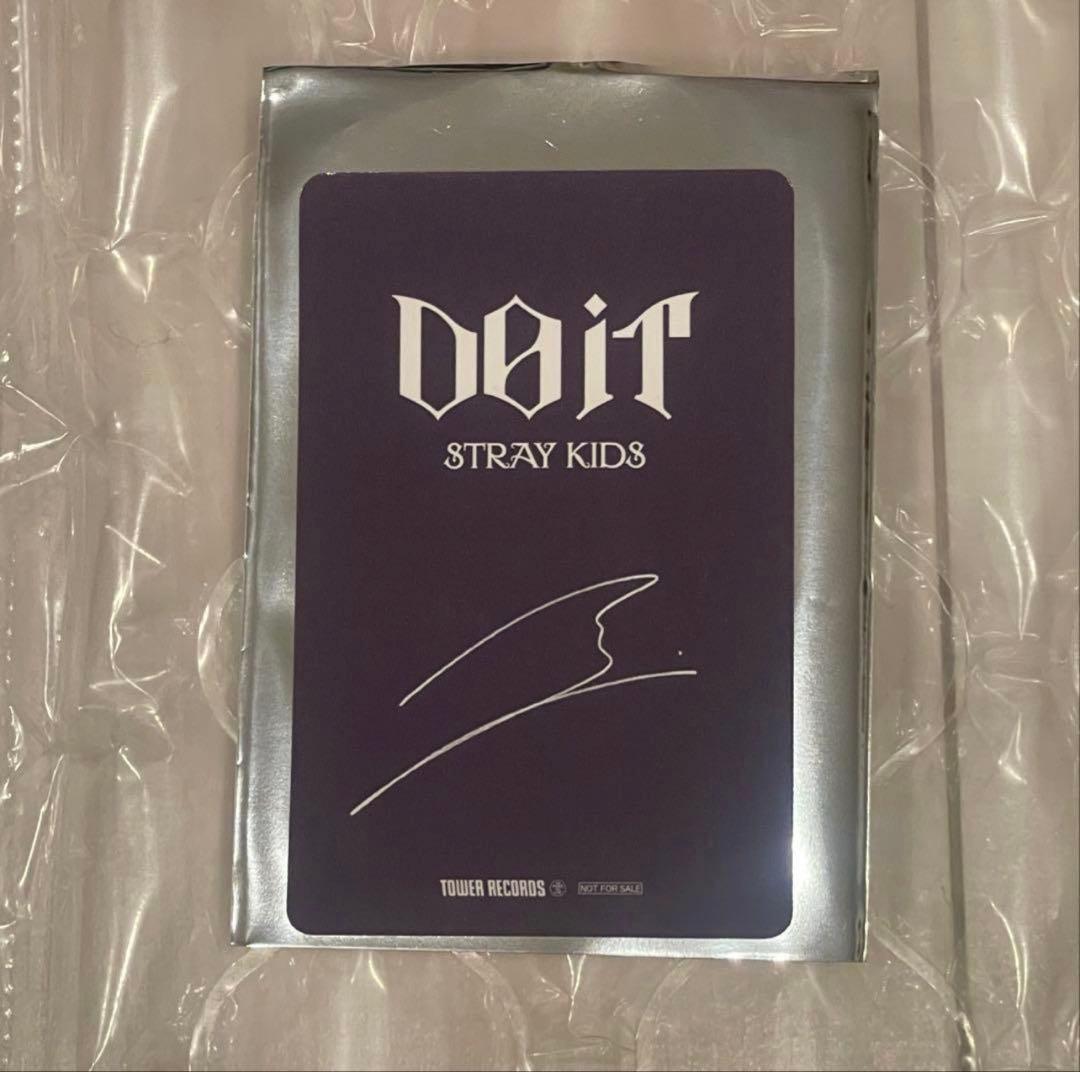 DO iT
STRAY KIDS
TOWER RECORDS NOT FOR SALE